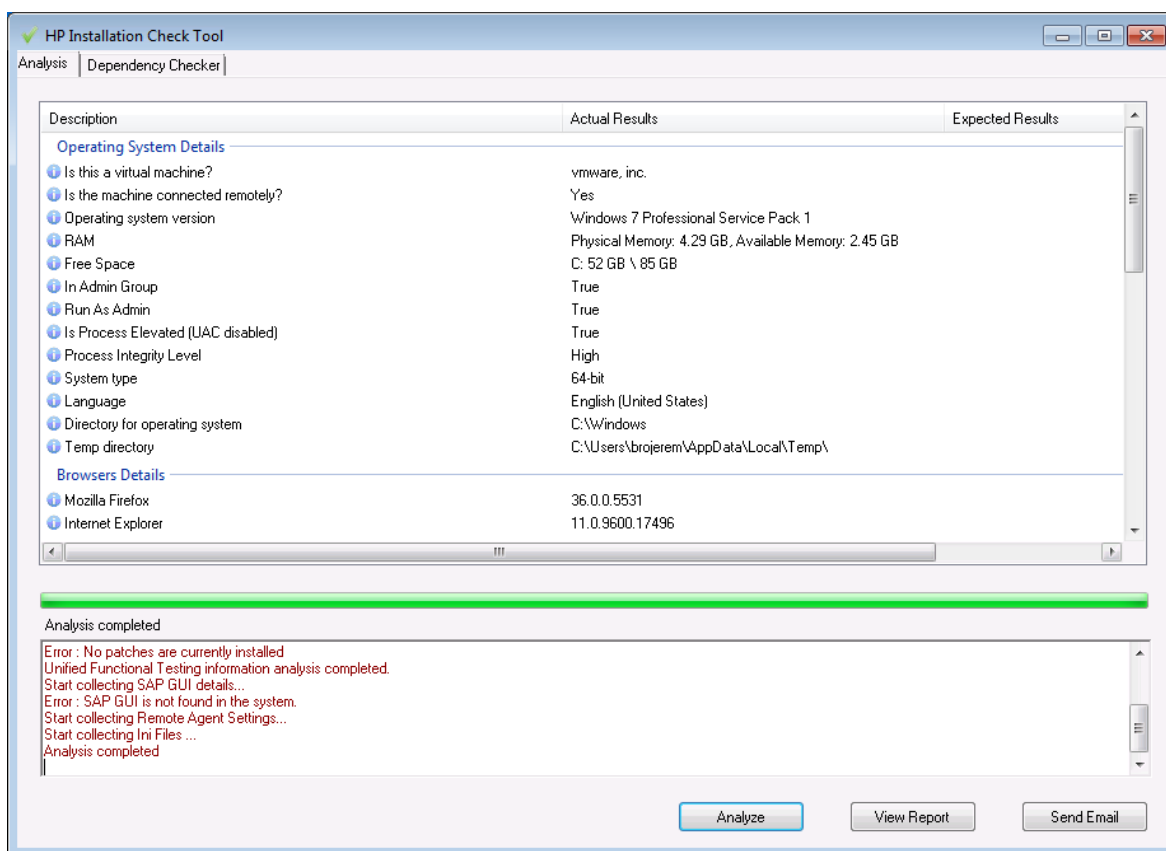 HP Installation Check Tool
Analysis Dependency Checker
Description Actual Results Expected Results
Operating System Details
Is this a virtual machine? vmware, inc.
Is the machine connected remotely? Yes
Operating system version Windows 7 Professional Service Pack 1
RAM Physical Memory: 4.29 GB, Available Memory: 2.45 GB
Free Space C: 52 GB \ 85 GB
In Admin Group True
Run As Admin True
Is Process Elevated (UAC disabled) True
Process Integrity Level High
System type 64-bit
Language English (United States)
Directory for operating system C:\Windows
Temp directory C:\Users\brojerem\AppData\Local\Temp\
Browsers Details
Mozilla Firefox 36.0.0.5531
Internet Explorer 11.0.9600.17496
Analysis completed
Error : No patches are currently installed
Unified Functional Testing information analysis completed.
Start collecting SAP GUI details...
Error : SAP GUI is not found in the system.
Start collecting Remote Agent Settings...
Start collecting Ini Files ...
Analysis completed
Analyze View Report Send Email